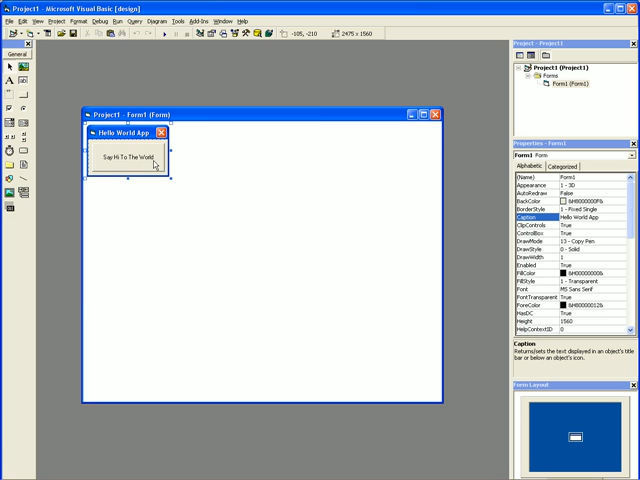 Project1 - Microsoft Visual Basic [design]
File Edit View Project Format Debug Run Query Diagram Tools Add-Ins Window Help
-105, -210 2475 x 1560
General
Project1 - Form1 (Form)
Hello World App
Say Hi To The World
Project - Project1
Project1 (Project1)
Forms
Form1 (Form1)
Properties - Form1
Form1 Form
Alphabetic Categorized
(Name) Form1
Appearance 1 - 3D
AutoRedraw False
BackColor &H8000000F&
BorderStyle 1 - Fixed Single
Caption Hello World App
ClipControls True
ControlBox True
DrawMode 13 - Copy Pen
DrawStyle 0 - Solid
DrawWidth 1
Enabled True
FillColor &H00000000&
FillStyle 1 - Transparent
Font MS Sans Serif
FontTransparent True
ForeColor &H80000012&
HasDC True
Height 1560
HelpContextID 0
Caption
Returns/sets the text displayed in an object's title
bar or below an object's icon.
Form Layout